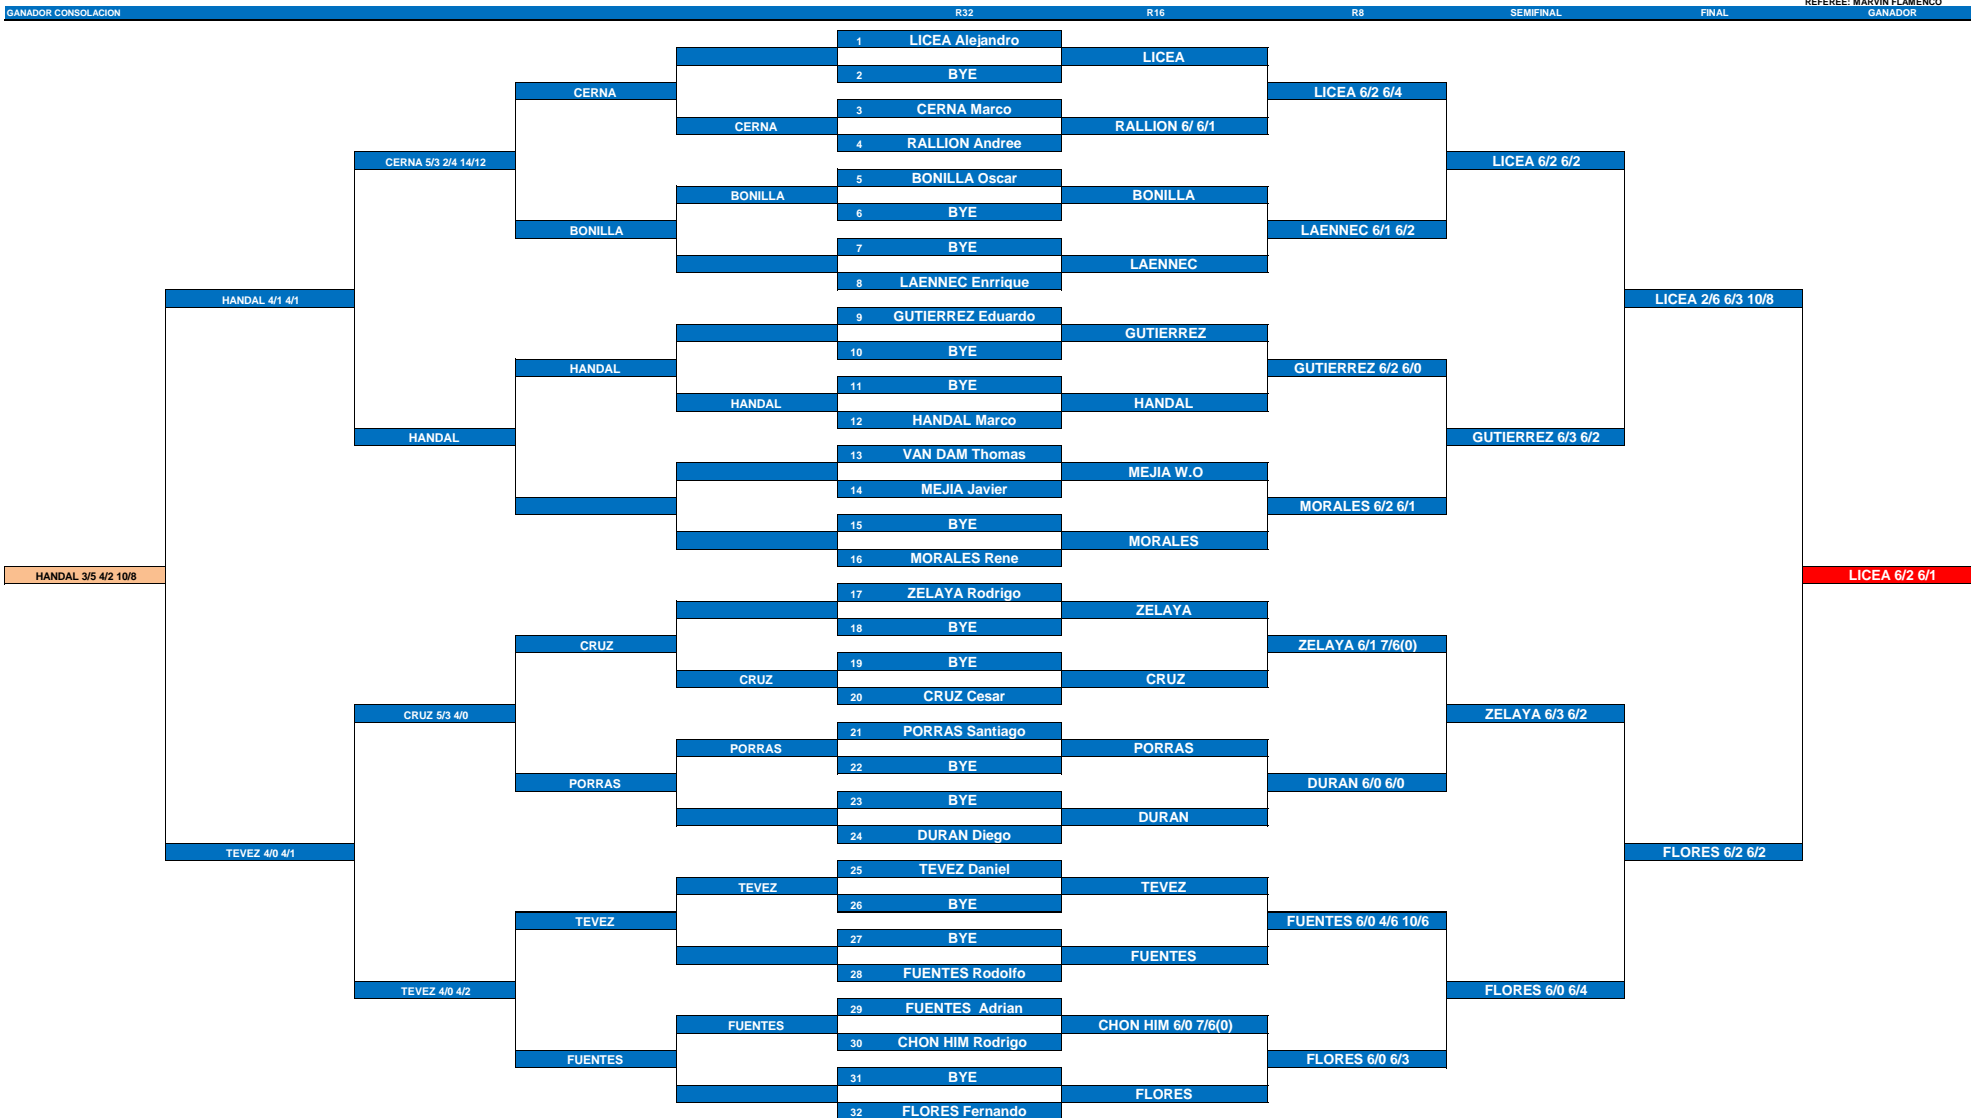 REFEREE: MARVIN FLAMENCO
GANADOR CONSOLACION R32 R16 R8 SEMIFINAL FINAL GANADOR
1 LICEA Alejandro
LICEA
2 BYE
CERNA LICEA 6/2 6/4
3 CERNA Marco
CERNA RALLION 6/ 6/1
4 RALLION Andree
CERNA 5/3 2/4 14/12 LICEA 6/2 6/2
5 BONILLA Oscar
BONILLA BONILLA
6 BYE
BONILLA LAENNEC 6/1 6/2
7 BYE
LAENNEC
8 LAENNEC Enrrique
HANDAL 4/1 4/1 LICEA 2/6 6/3 10/8
9 GUTIERREZ Eduardo
GUTIERREZ
10 BYE
HANDAL GUTIERREZ 6/2 6/0
11 BYE
HANDAL HANDAL
12 HANDAL Marco
HANDAL GUTIERREZ 6/3 6/2
13 VAN DAM Thomas
MEJIA W.O
14 MEJIA Javier
MORALES 6/2 6/1
15 BYE
MORALES
16 MORALES Rene
HANDAL 3/5 4/2 10/8 LICEA 6/2 6/1
17 ZELAYA Rodrigo
ZELAYA
18 BYE
CRUZ ZELAYA 6/1 7/6(0)
19 BYE
CRUZ CRUZ
20 CRUZ Cesar
CRUZ 5/3 4/0 ZELAYA 6/3 6/2
21 PORRAS Santiago
PORRAS PORRAS
22 BYE
PORRAS DURAN 6/0 6/0
23 BYE
DURAN
24 DURAN Diego
TEVEZ 4/0 4/1 FLORES 6/2 6/2
25 TEVEZ Daniel
TEVEZ TEVEZ
26 BYE
TEVEZ FUENTES 6/0 4/6 10/6
27 BYE
FUENTES
28 FUENTES Rodolfo
TEVEZ 4/0 4/2 FLORES 6/0 6/4
29 FUENTES Adrian
FUENTES CHON HIM 6/0 7/6(0)
30 CHON HIM Rodrigo
FUENTES FLORES 6/0 6/3
31 BYE
FLORES
32 FLORES Fernando